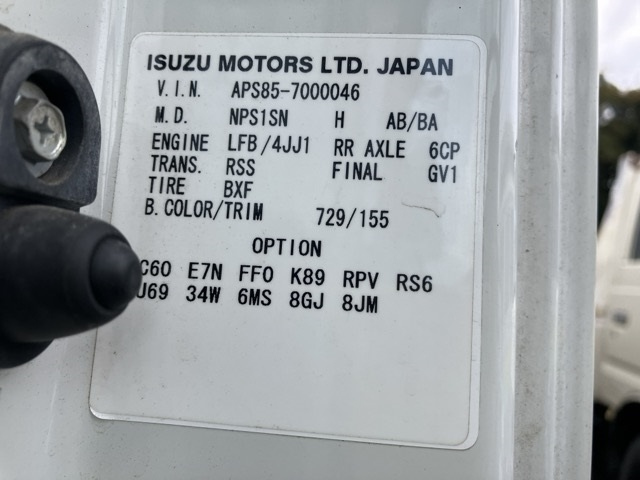 ISUZU MOTORS LTD. JAPAN
V.I.N. APS85-7000046
M.D. NPS1SN H AB/BA
ENGINE LFB/4JJ1 RR AXLE 6CP
TRANS. RSS FINAL GV1
TIRE BXF
B.COLOR/TRIM 729/155
OPTION
C60 E7N FF0 K89 RPV RS6
J69 34W 6MS 8GJ 8JM